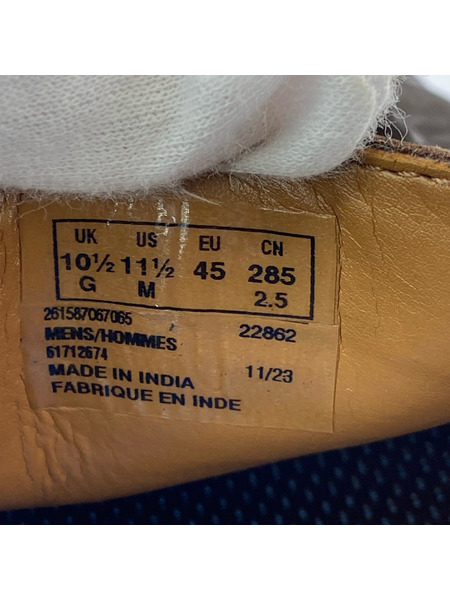 UK US EU CN
10½ 11½ 45 285
G M 2.5
261587067065 22862
MENS/HOMMES
61712674
MADE IN INDIA 11/23
FABRIQUE EN INDE